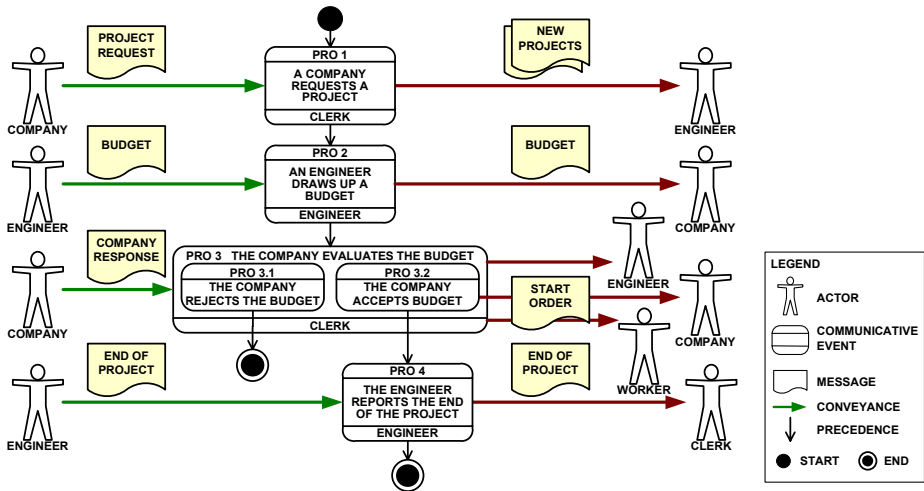 PROJECT
REQUEST
PRO 1
A COMPANY
REQUESTS A
PROJECT
CLERK
NEW
PROJECTS
COMPANY
ENGINEER
BUDGET
PRO 2
AN ENGINEER
DRAWS UP A
BUDGET
ENGINEER
BUDGET
ENGINEER
COMPANY
COMPANY
RESPONSE
PRO 3 THE COMPANY EVALUATES THE BUDGET
PRO 3.1
THE COMPANY
REJECTS THE BUDGET
PRO 3.2
THE COMPANY
ACCEPTS BUDGET
CLERK
START
ORDER
ENGINEER
COMPANY
COMPANY
WORKER
END OF
PROJECT
PRO 4
THE ENGINEER
REPORTS THE END
OF THE PROJECT
ENGINEER
END OF
PROJECT
ENGINEER
CLERK
LEGEND
ACTOR
COMMUNICATIVE
EVENT
MESSAGE
CONVEYANCE
PRECEDENCE
START
END